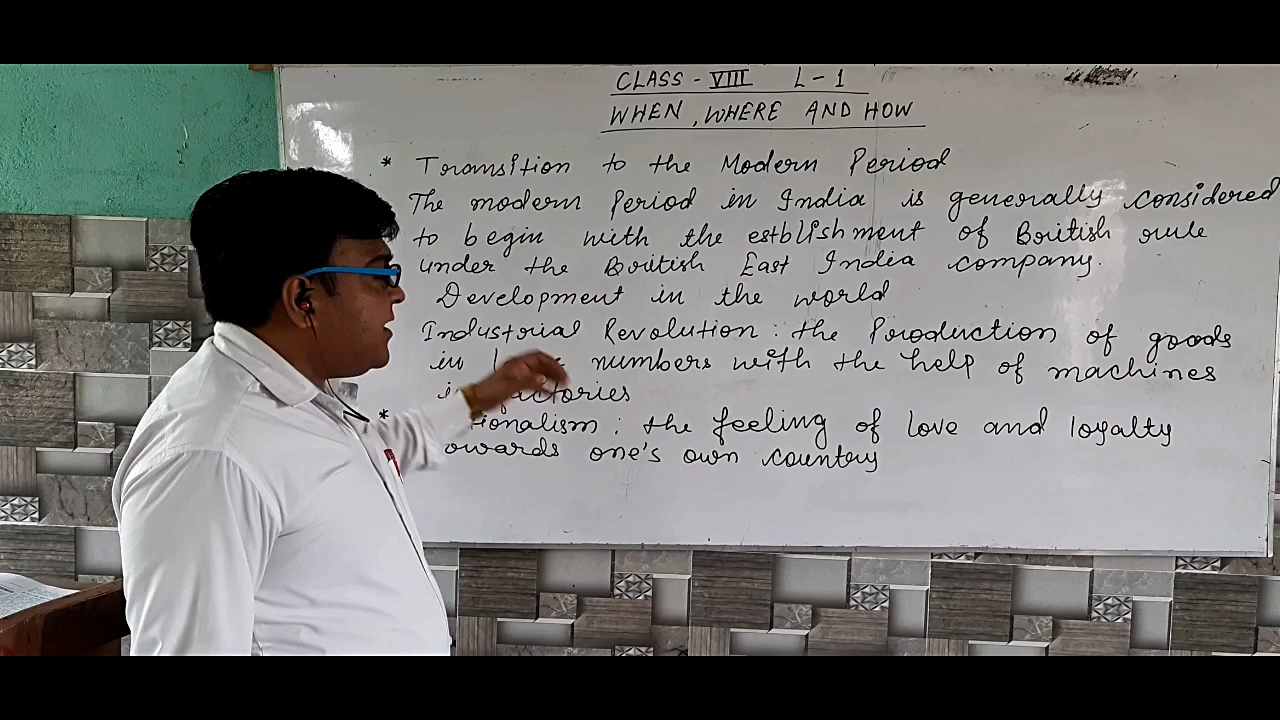 CLASS - VIII L - 1
WHEN, WHERE AND HOW
* Transition to the Modern Period
The modern Period in India is generally considered
to begin with the estblishment of British rule
under the British East India company.
Development in the world
Industrial Revolution : the Production of goods
in numbers with the help of machines
* : the feeling of love and loyalty
one's own country